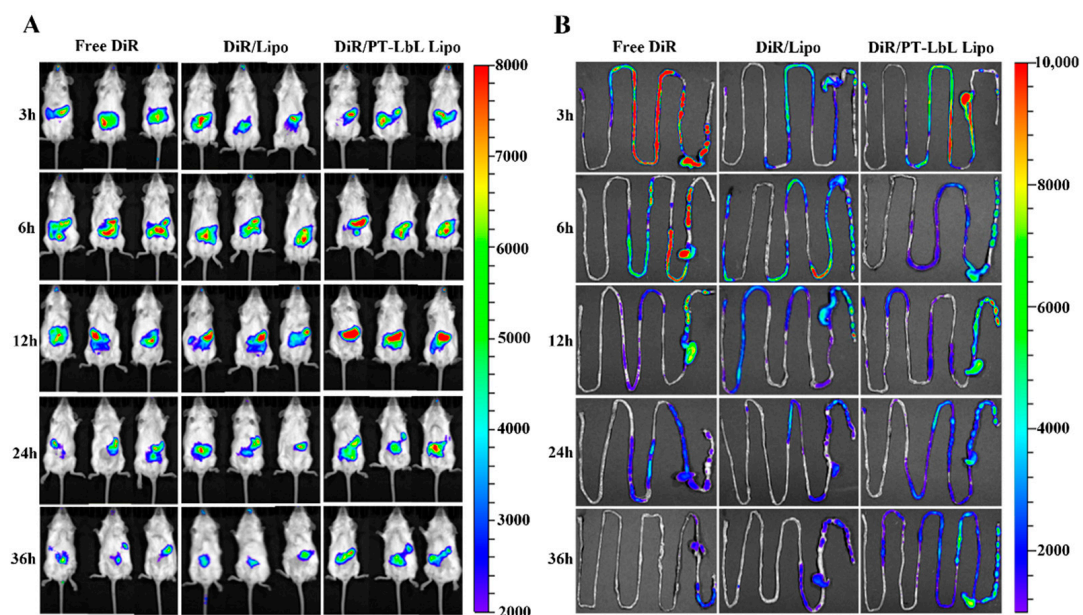 A
B
Free DiR
DiR/Lipo
DiR/PT-LbL Lipo
Free DiR
DiR/Lipo
DiR/PT-LbL Lipo
3h
6h
12h
24h
36h
8000
7000
6000
5000
4000
3000
2000
3h
6h
12h
24h
36h
10,000
8000
6000
4000
2000